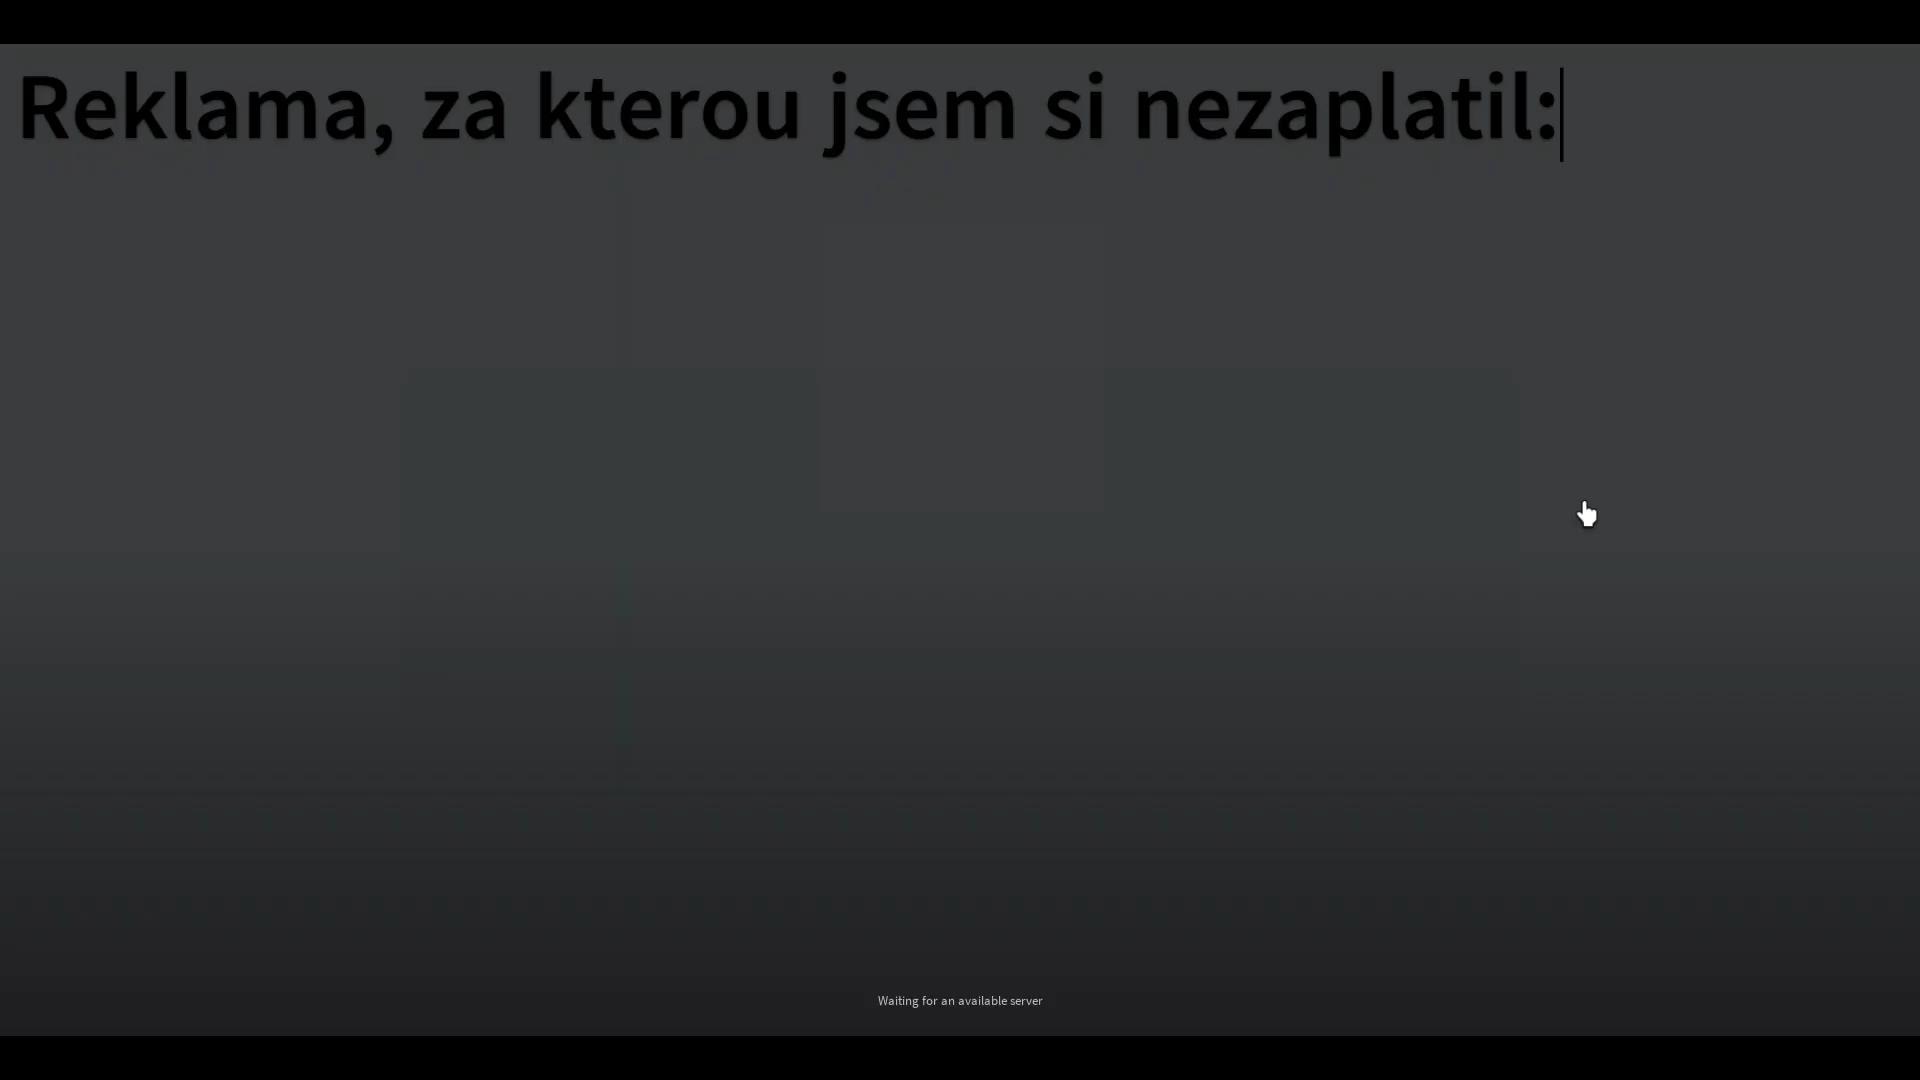 Reklama, za kterou jsem si nezaplatil:
Waiting for an available server